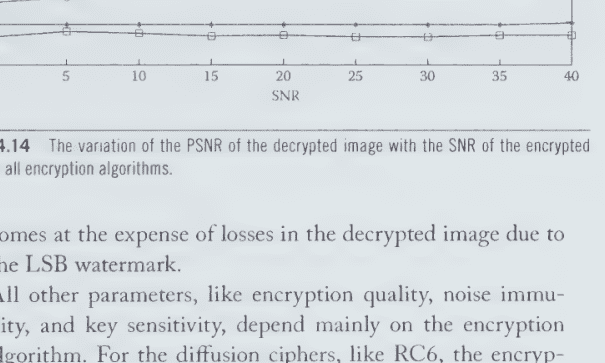 5 10 15 20 25 30 35 40
SNR
4.14 The variation of the PSNR of the decrypted image with the SNR of the encrypted
all encryption algorithms.
omes at the expense of losses in the decrypted image due to
he LSB watermark.
All other parameters, like encryption quality, noise immu-
ity, and key sensitivity, depend mainly on the encryption
lgorithm. For the diffusion ciphers, like RC6, the encryp-